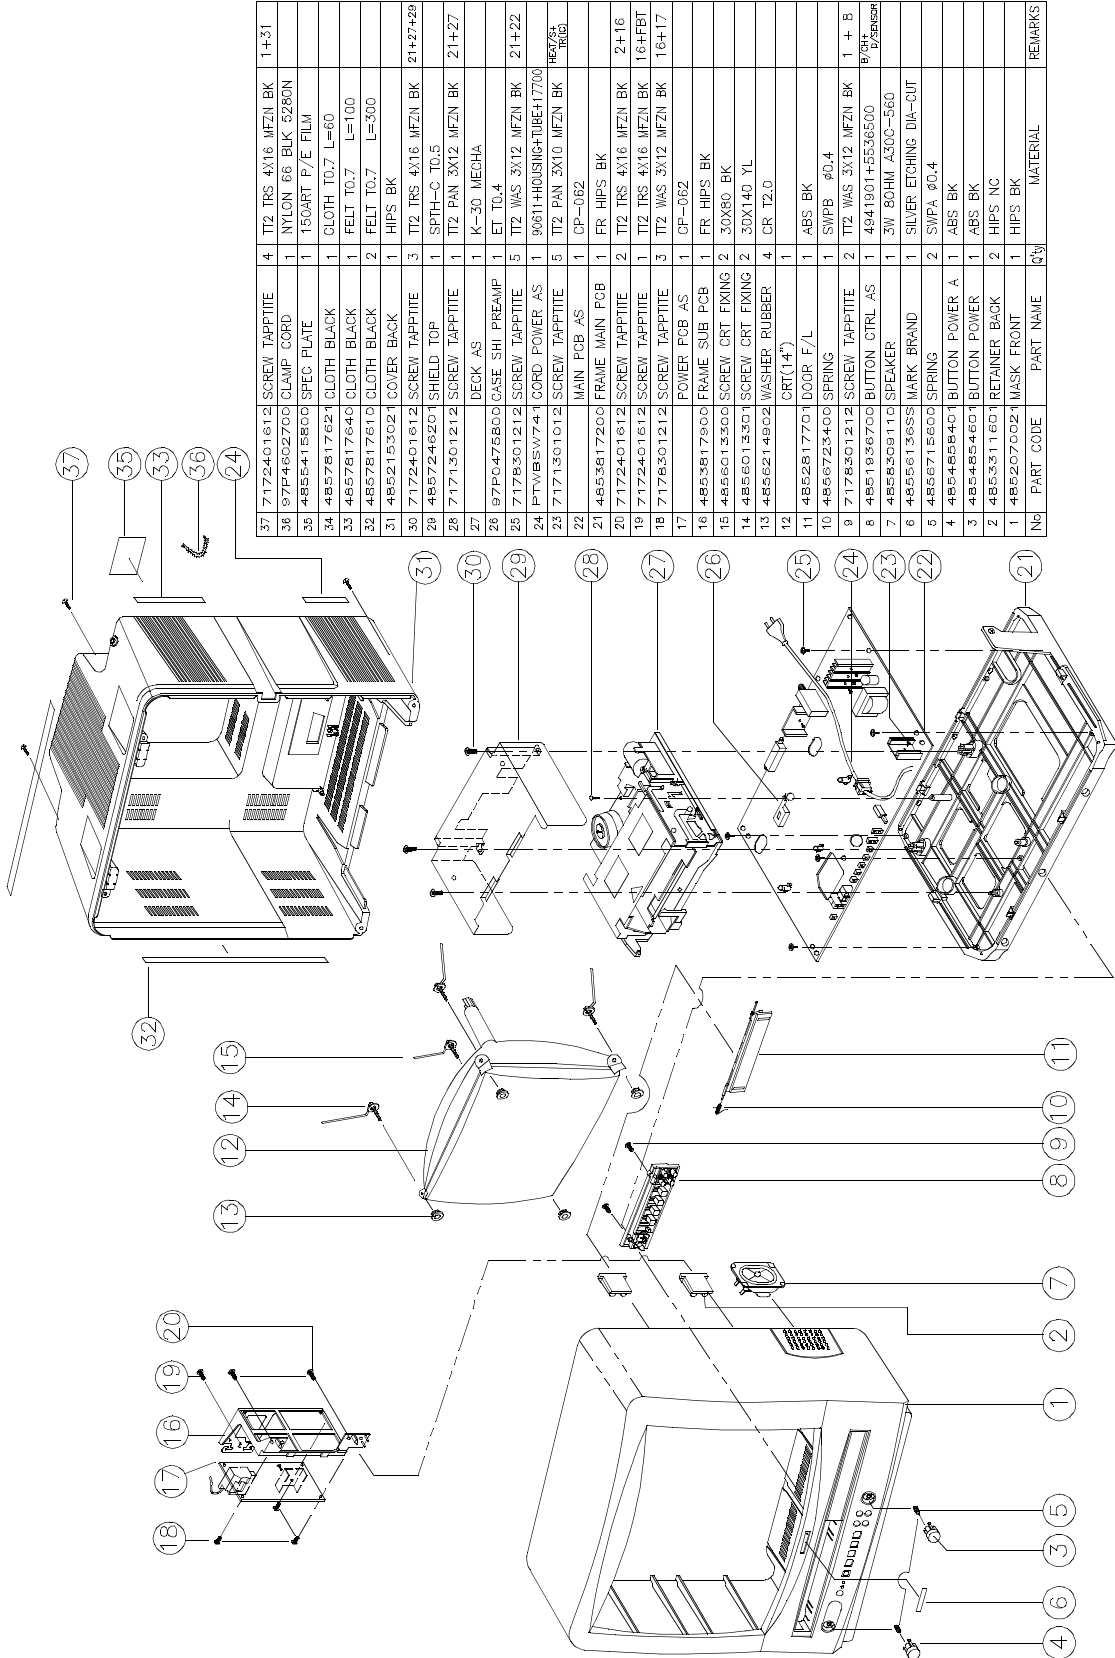 37 7172401612 SCREW TAPPTITE 4 TT2 TRS 4X16 MFZN BK 1+31
36 97P4602700 CLAMP CORD 1 NYLON 66 BLK 5280N
35 4855415800 SPEC PLATE 1 150ART P/E FILM
34 4857817621 CLOTH BLACK 1 CLOTH T0.7 L=60
33 4857817640 CLOTH BLACK 1 FELT T0.7 L=100
32 4857817610 CLOTH BLACK 2 FELT T0.7 L=300
31 4852153021 COVER BACK 1 HIPS BK
30 7172401612 SCREW TAPPTITE 3 TT2 TRS 4X16 MFZN BK 21+27+29
29 4857246201 SHIELD TOP 1 SPTH-C T0.5
28 7171301212 SCREW TAPPTITE 1 TT2 PAN 3X12 MFZN BK 21+27
27 DECK AS 1 K-30 MECHA
26 97P0475800 CASE SHI PREAMP 1 ET T0.4
25 7178301212 SCREW TAPPTITE 5 TT2 WAS 3X12 MFZN BK 21+22
24 PTWBSW741 CORD POWER AS 1 90611+HOUSING+TUBE+17700
23 7171301012 SCREW TAPPTITE 5 TT2 PAN 3X10 MFZN BK HEAT/S+ TR(IC)
22 MAIN PCB AS 1 CP-062
21 4853817200 FRAME MAIN PCB 1 FR HIPS BK
20 7172401612 SCREW TAPPTITE 2 TT2 TRS 4X16 MFZN BK 2+16
19 7172401612 SCREW TAPPTITE 1 TT2 TRS 4X16 MFZN BK 16+FBT
18 7178301212 SCREW TAPPTITE 3 TT2 WAS 3X12 MFZN BK 16+17
17 POWER PCB AS 1 CP-062
16 4853817900 FRAME SUB PCB 1 FR HIPS BK
15 4856013300 SCREW CRT FIXING 2 30X80 BK
14 4856013301 SCREW CRT FIXING 2 30X140 YL
13 4856214902 WASHER RUBBER 4 CR T2.0
12 CRT(14") 1
11 4852817701 DOOR F/L 1 ABS BK
10 4856723400 SPRING 1 SWPB ø0.4
9 7178301212 SCREW TAPPTITE 2 TT2 WAS 3X12 MFZN BK 1 + 8
8 4851936700 BUTTON CTRL AS 1 4941901+5536500 B/CH+ P/SENSOR
7 4858309110 SPEAKER 1 3W 8OHM A30C-560
6 48556136SS MARK BRAND 1 SILVER ETCHING DIA-CUT
5 4856715600 SPRING 2 SWPA ø0.4
4 4854858401 BUTTON POWER A 1 ABS BK
3 4854854601 BUTTON POWER 1 ABS BK
2 4853311601 RETAINER BACK 2 HIPS NC
1 4852070021 MASK FRONT 1 HIPS BK
No PART CODE PART NAME Q'ty MATERIAL REMARKS
37
35
33
36
24
31
30
29
28
27
26
25
24
23
22
21
32
15
14
12
13
11
10
9
8
7
2
1
5
3
6
4
20
19
16
17
18